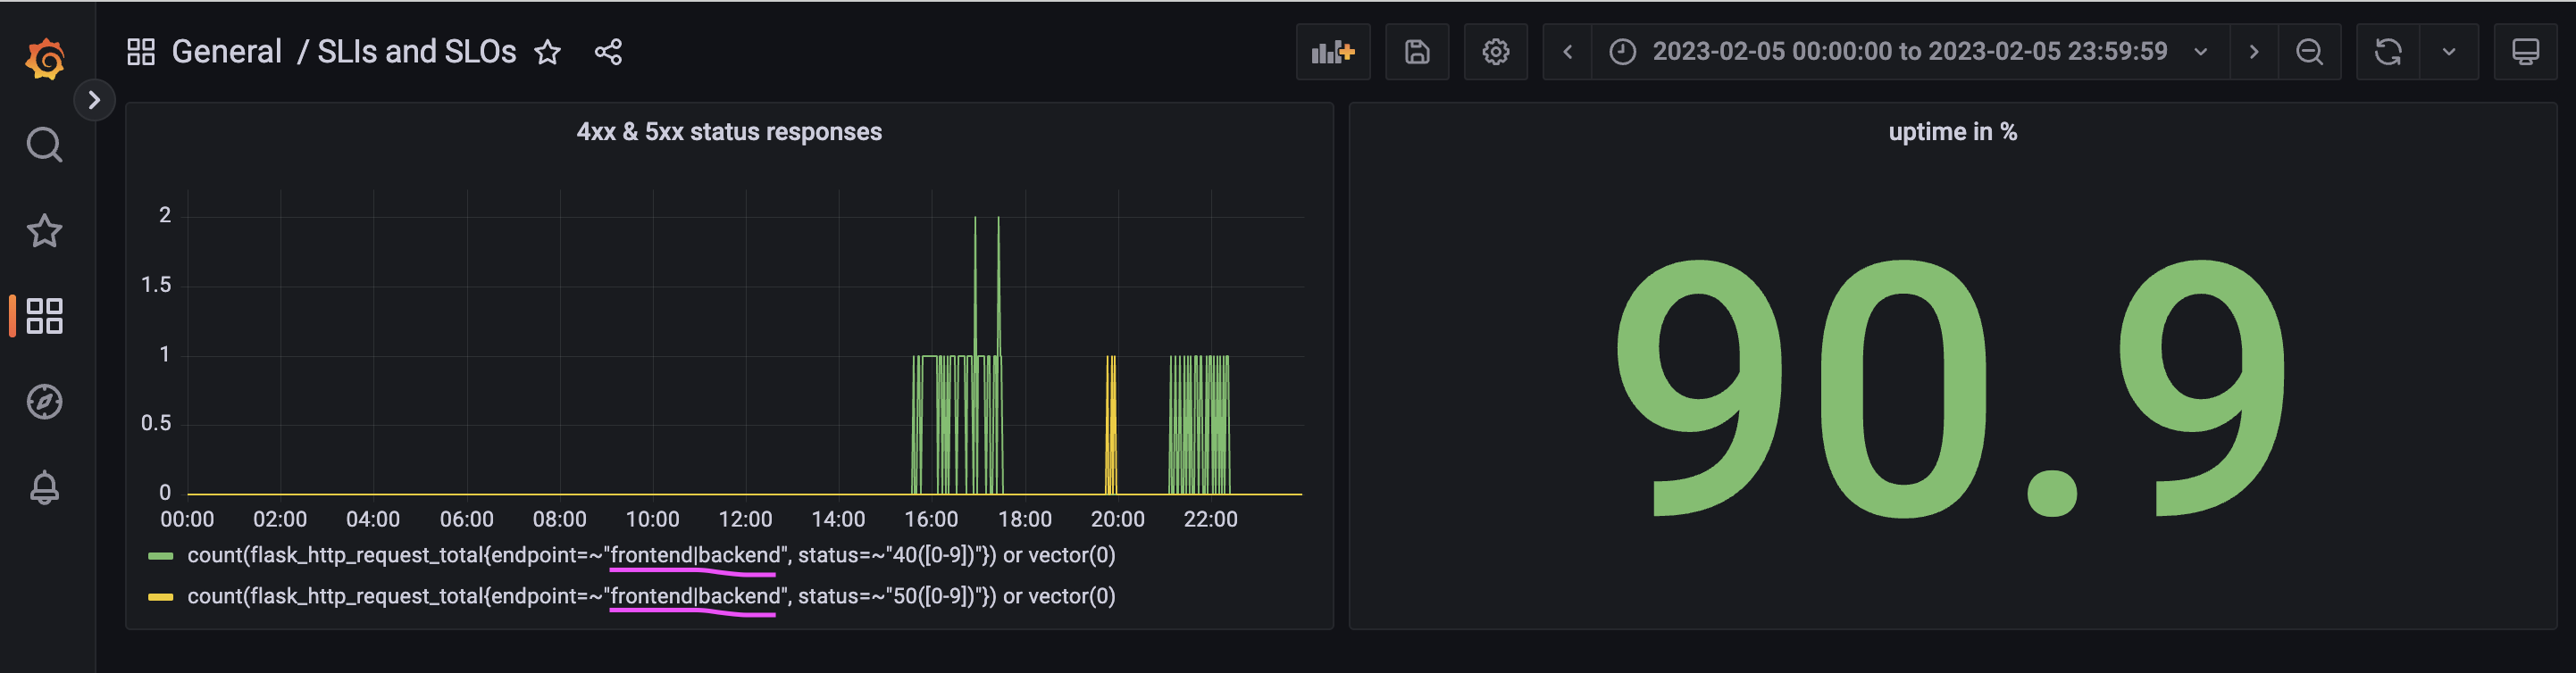 General / SLIs and SLOs
2023-02-05 00:00:00 to 2023-02-05 23:59:59
4xx & 5xx status responses
2
1.5
1
0.5
0
00:00 02:00 04:00 06:00 08:00 10:00 12:00 14:00 16:00 18:00 20:00 22:00
count(flask_http_request_total{endpoint=~"frontend|backend", status=~"40([0-9])"}) or vector(0)
count(flask_http_request_total{endpoint=~"frontend|backend", status=~"50([0-9])"}) or vector(0)
uptime in %
90.9